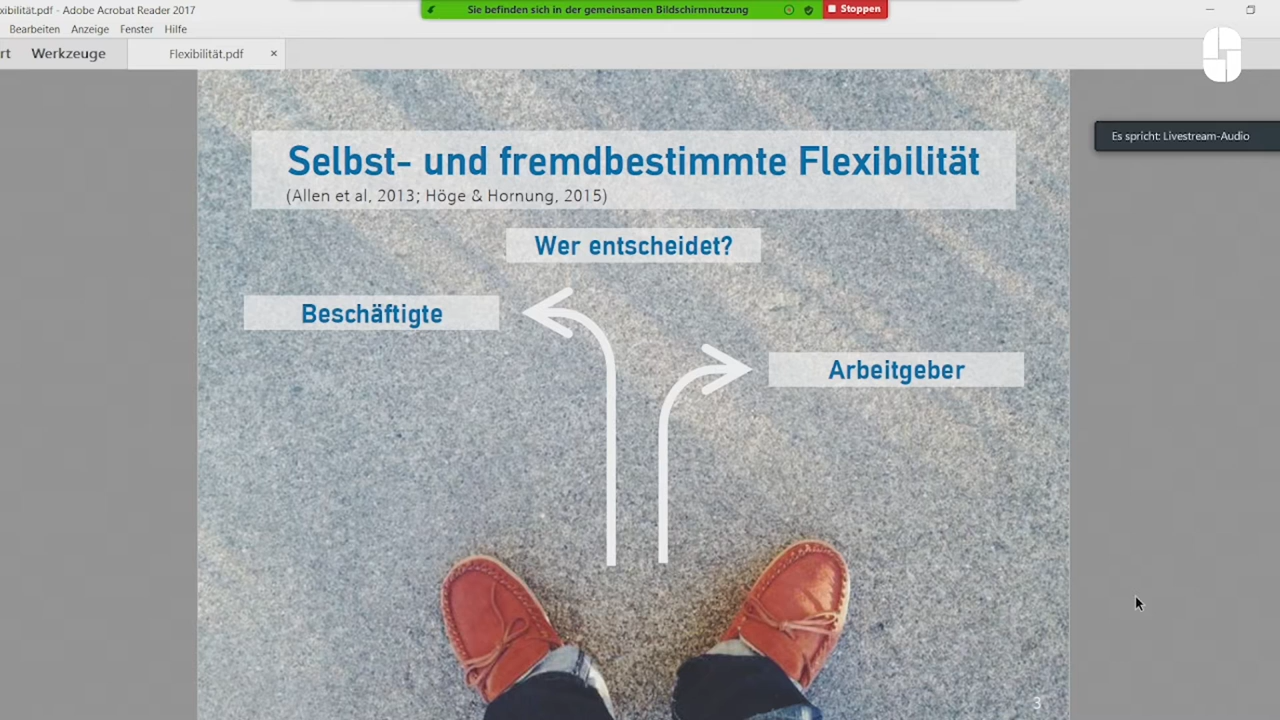 xibilität.pdf - Adobe Acrobat Reader 2017
Sie befinden sich in der gemeinsamen Bildschirmnutzung
Stoppen
Bearbeiten Anzeige Fenster Hilfe
rt Werkzeuge Flexibilität.pdf ×
Es spricht: Livestream-Audio
Selbst- und fremdbestimmte Flexibilität
(Allen et al, 2013; Höge & Hornung, 2015)
Wer entscheidet?
Beschäftigte
Arbeitgeber
3